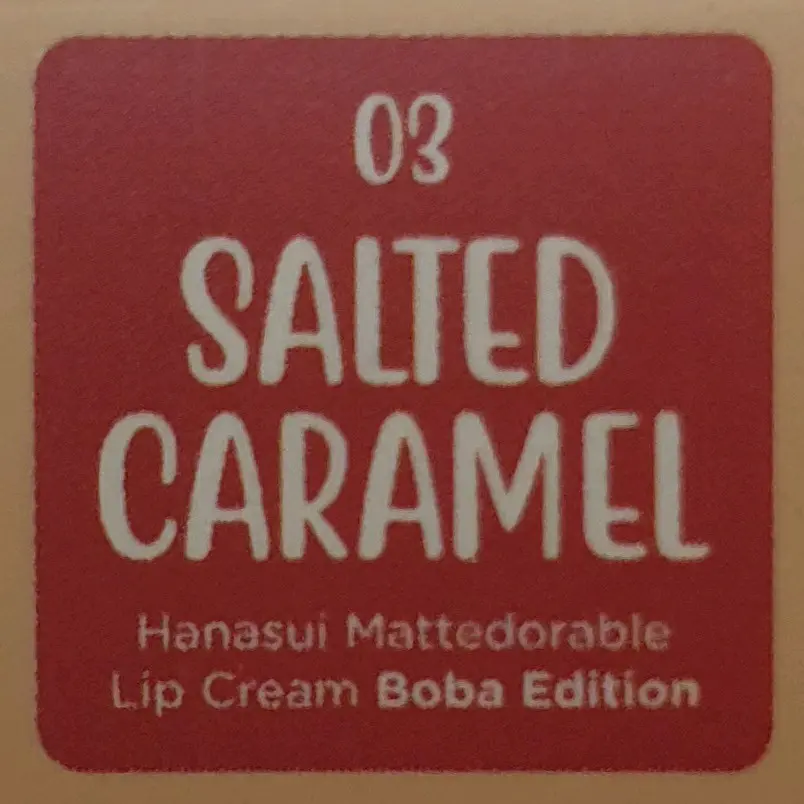 03
SALTED
CARAMEL
Hanasui Mattedorable
Lip Cream Boba Edition